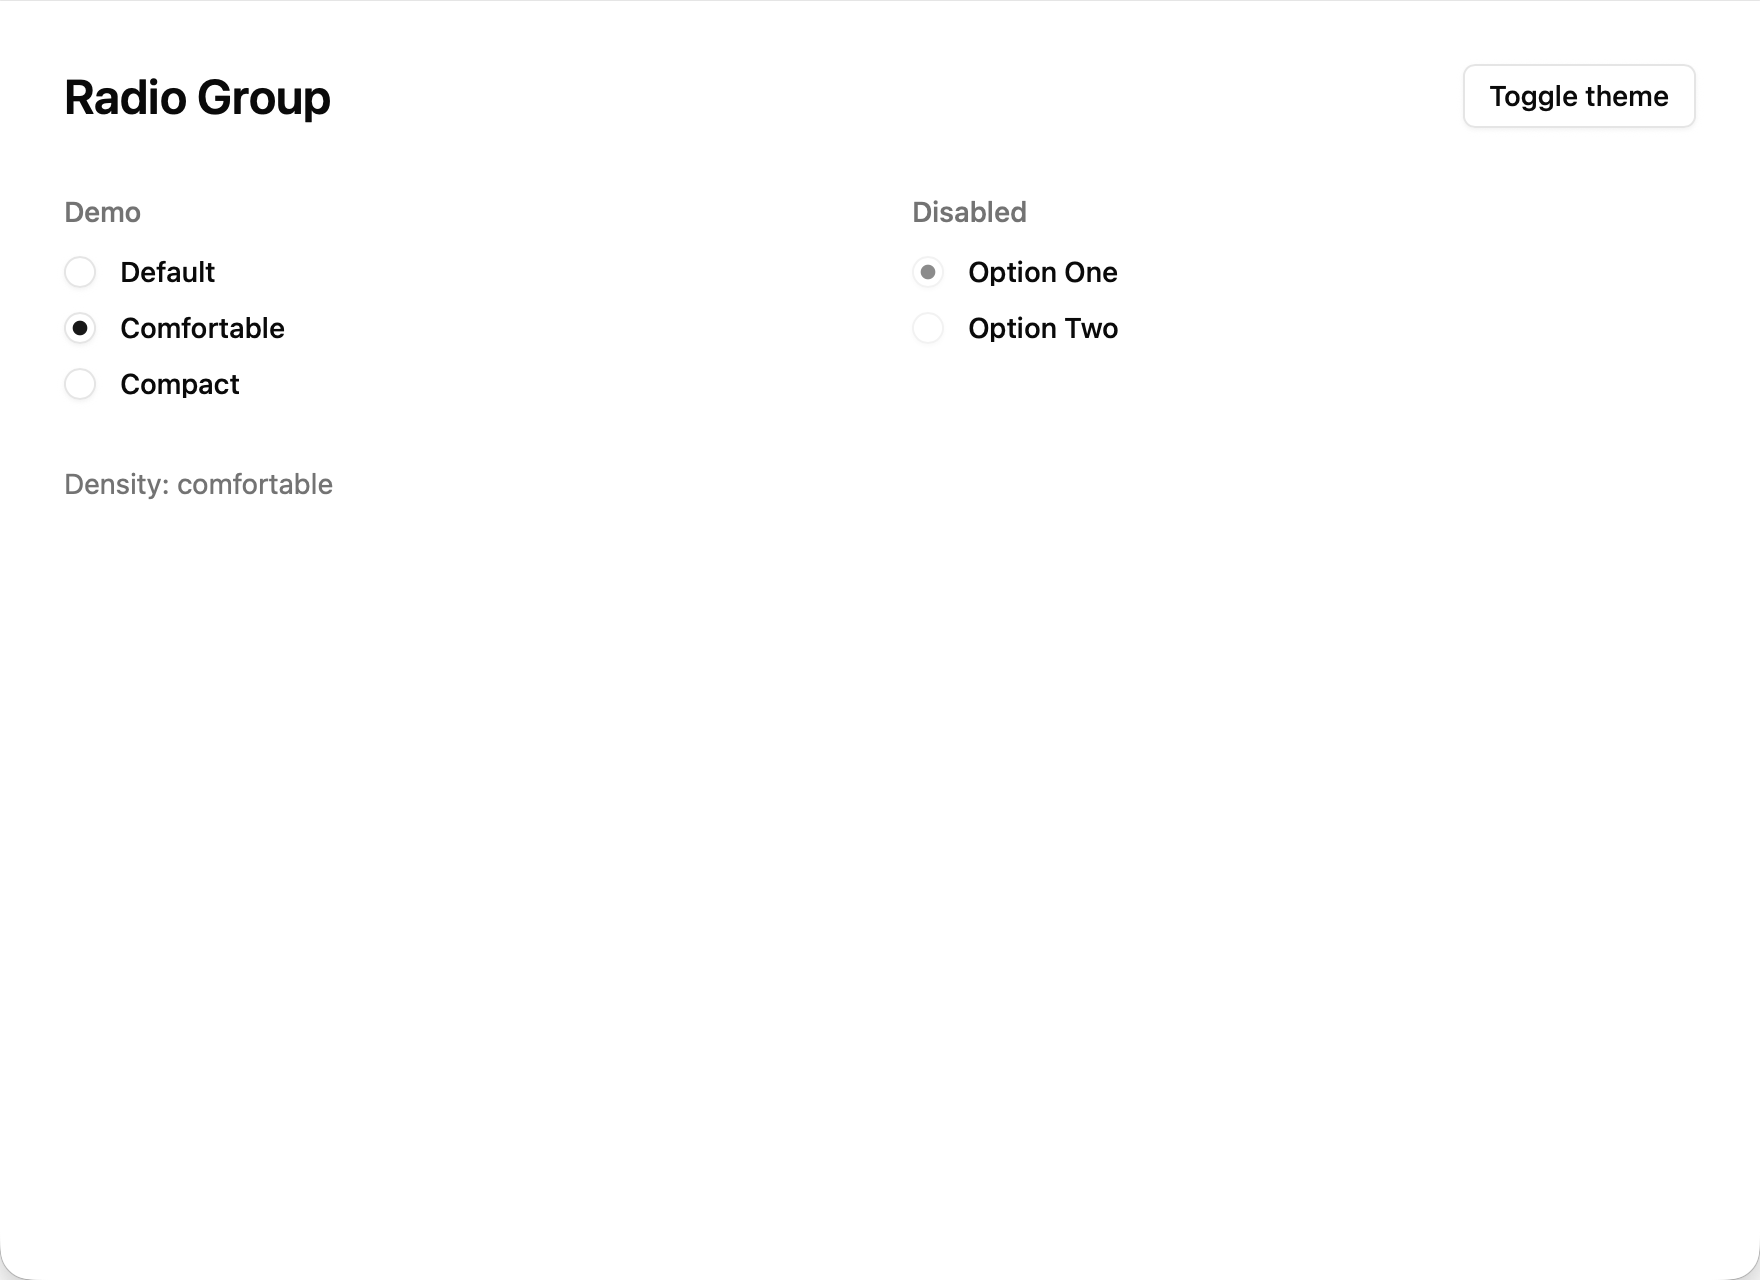 Radio Group
Toggle theme
Demo
Default
Comfortable
Compact
Density: comfortable
Disabled
Option One
Option Two